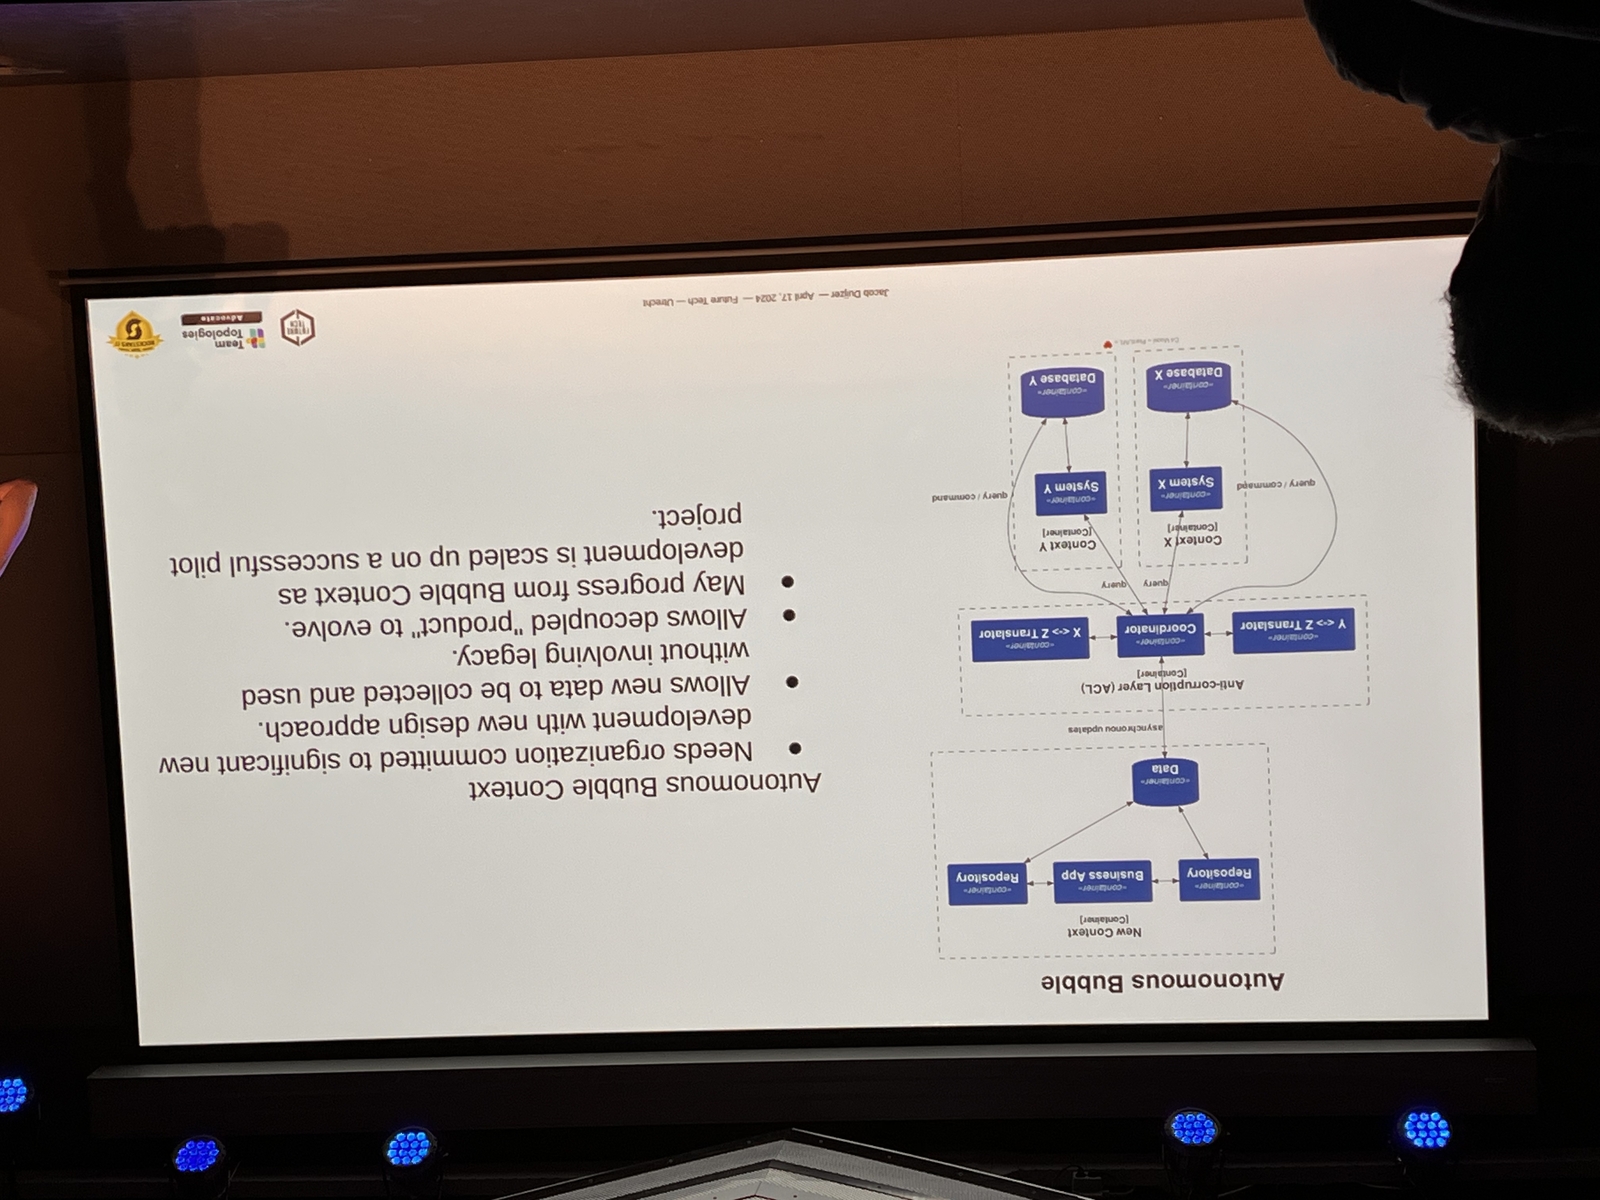 Autonomous Bubble
New Context
[Container]
«container»
Repository
«container»
Business App
«container»
Repository
«container»
Data
asynchronou updates
Anti-corruption Layer (ACL)
[Container]
«container»
Y <-> Z Translator
«container»
Coordinator
«container»
X <-> Z Translator
query
query
Context X
[Container]
Context Y
[Container]
«container»
System X
«container»
System Y
query / command
query / command
«container»
Database X
«container»
Database Y
Autonomous Bubble Context
● Needs organization committed to significant new
development with new design approach.
● Allows new data to be collected and used
without involving legacy.
● Allows decoupled "product" to evolve.
● May progress from Bubble Context as
development is scaled up on a successful pilot
project.
Jacob Duijzer — April 17, 2024 — Future Tech — Utrecht
FUTURE
TECH
Team
Topologies
Advocate
ROCKSTARS IT